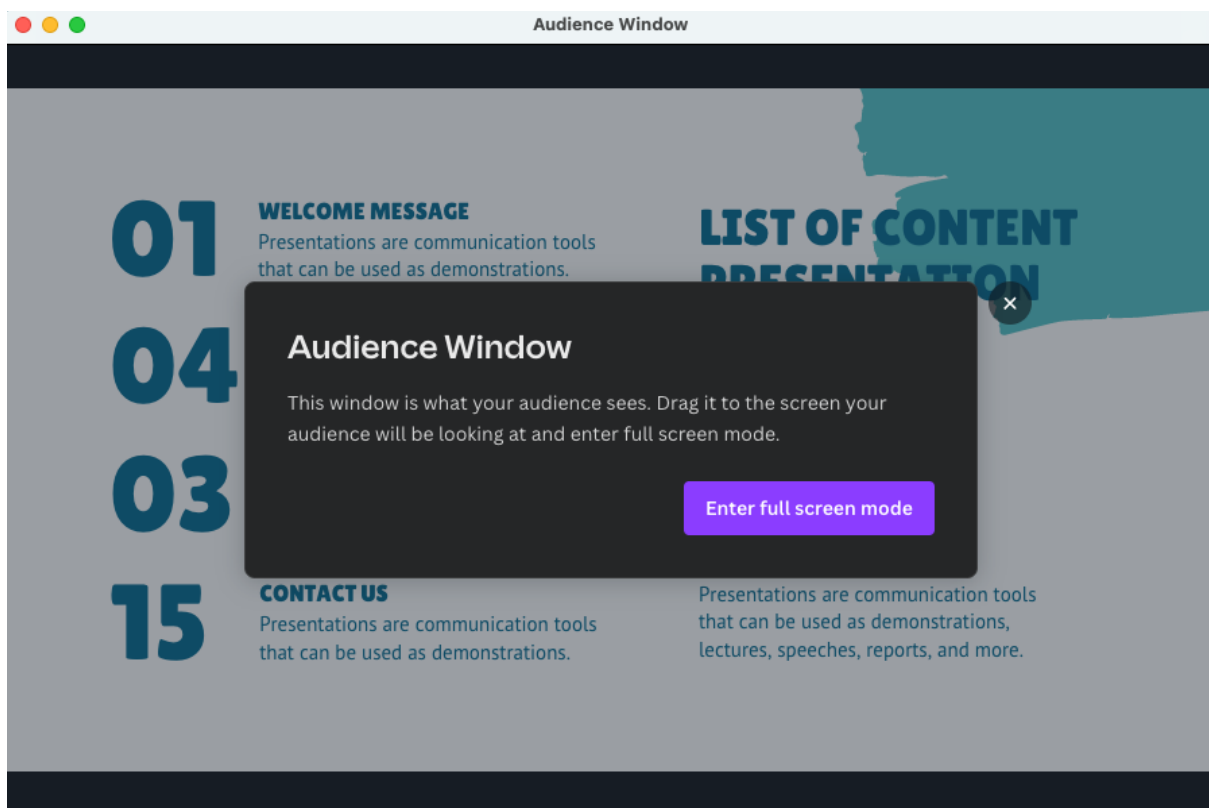 Audience Window
01
WELCOME MESSAGE
Presentations are communication tools
that can be used as demonstrations.
LIST OF CONTENT
PRESENTATION
04
Audience Window
This window is what your audience sees. Drag it to the screen your
audience will be looking at and enter full screen mode.
Enter full screen mode
03
15
CONTACT US
Presentations are communication tools
that can be used as demonstrations.
Presentations are communication tools
that can be used as demonstrations,
lectures, speeches, reports, and more.